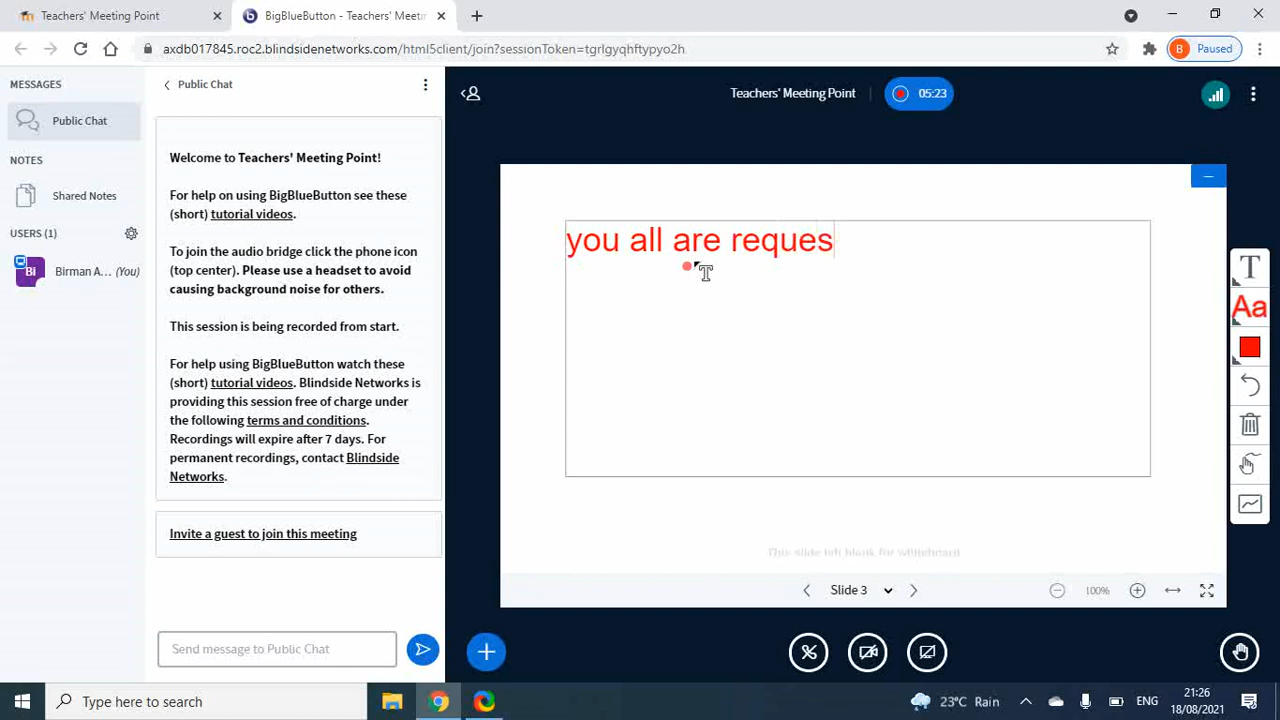 Teachers' Meeting Point
BigBlueButton - Teachers' Meeti
axdb017845.roc2.blindsidenetworks.com/html5client/join?sessionToken=tgrlgyqhftypyo2h
B Paused
MESSAGES
Public Chat
NOTES
Shared Notes
USERS (1)
Bi
Birman A... (You)
Public Chat
Welcome to Teachers' Meeting Point!
For help on using BigBlueButton see these
(short) tutorial videos.
To join the audio bridge click the phone icon
(top center). Please use a headset to avoid
causing background noise for others.
This session is being recorded from start.
For help using BigBlueButton watch these
(short) tutorial videos. Blindside Networks is
providing this session free of charge under
the following terms and conditions.
Recordings will expire after 7 days. For
permanent recordings, contact Blindside
Networks.
Invite a guest to join this meeting
Send message to Public Chat
Teachers' Meeting Point
05:23
you all are reques
T
Aa
This slide left blank for whiteboard
Slide 3
100%
Type here to search
23°C Rain
ENG
21:26
18/08/2021